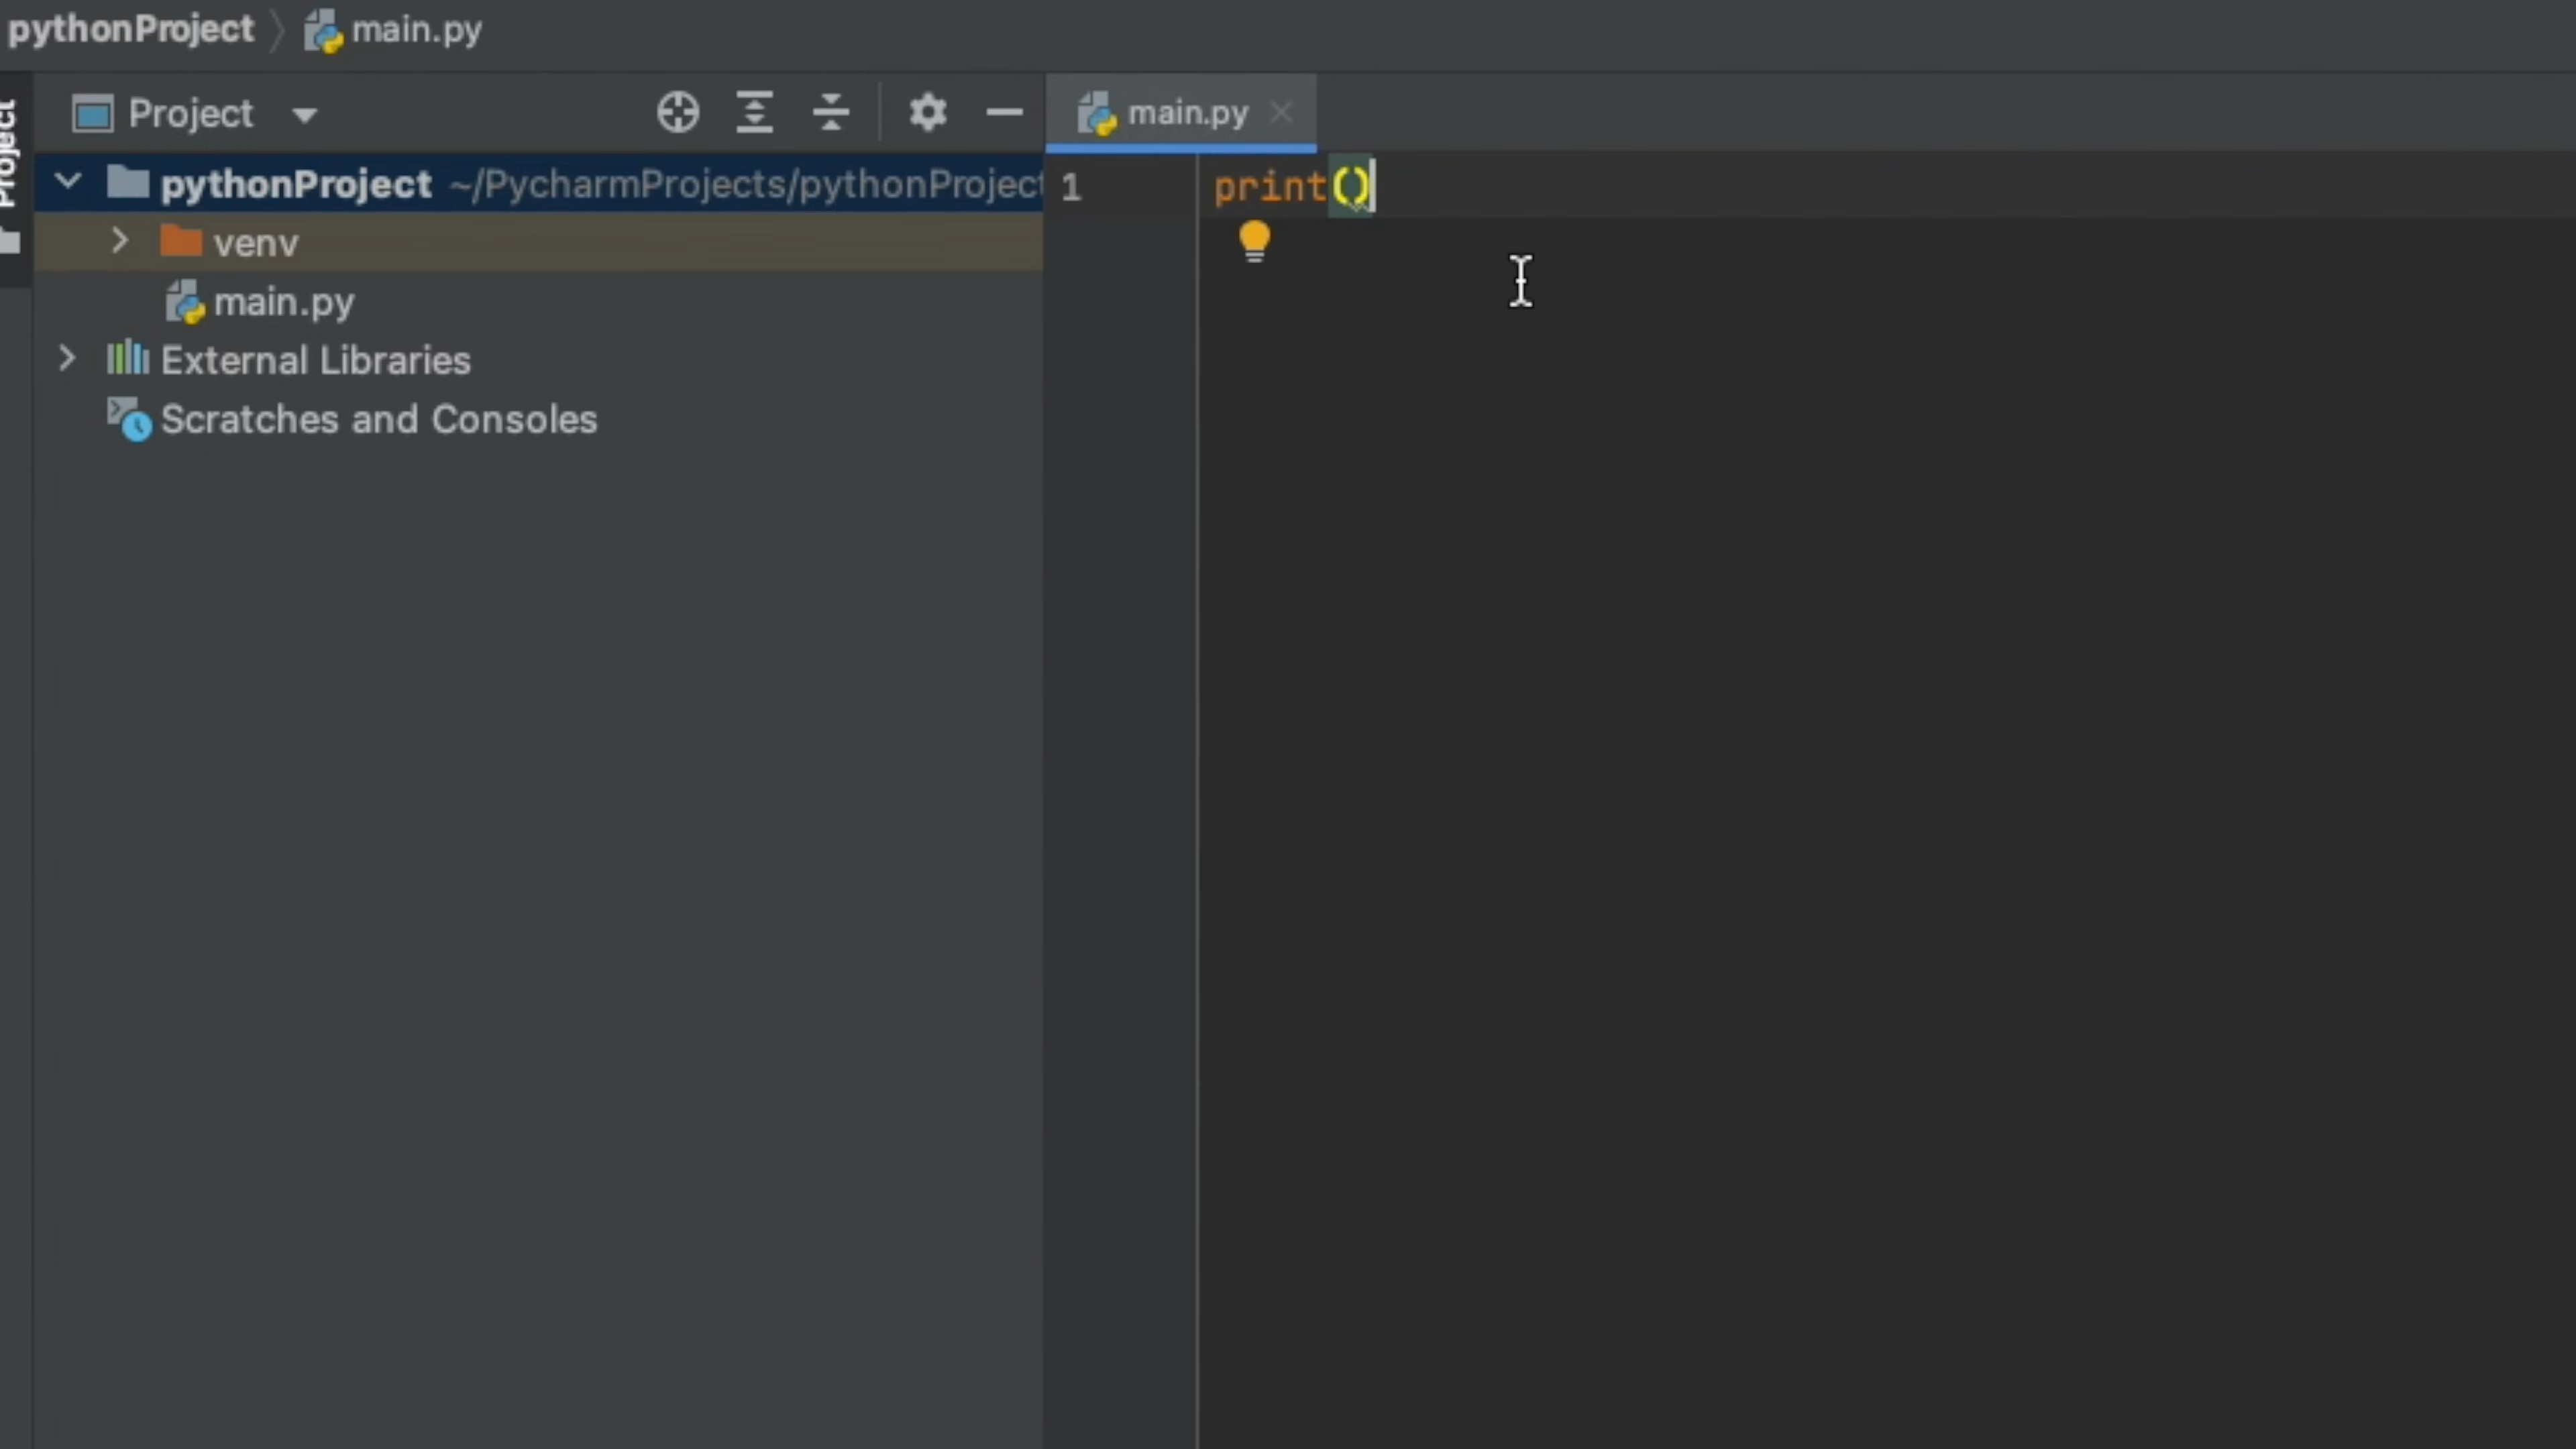 pythonProject main.py
Project
Project
main.py
pythonProject ~/PycharmProjects/pythonProject
1 print()
venv
main.py
External Libraries
Scratches and Consoles